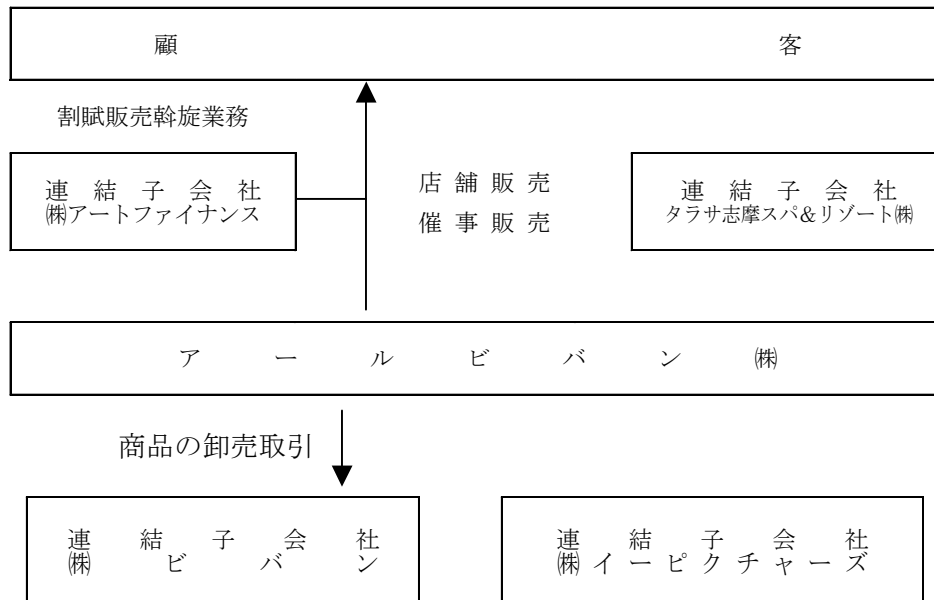 顧客
割賦販売斡旋業務
連結子会社
㈱アートファイナンス
店舗販売
催事販売
連結子会社
タラサ志摩スパ&リゾート㈱
アールビバン㈱
商品の卸売取引
連結子会社
㈱ビバン
連結子会社
㈱イーピクチャーズ